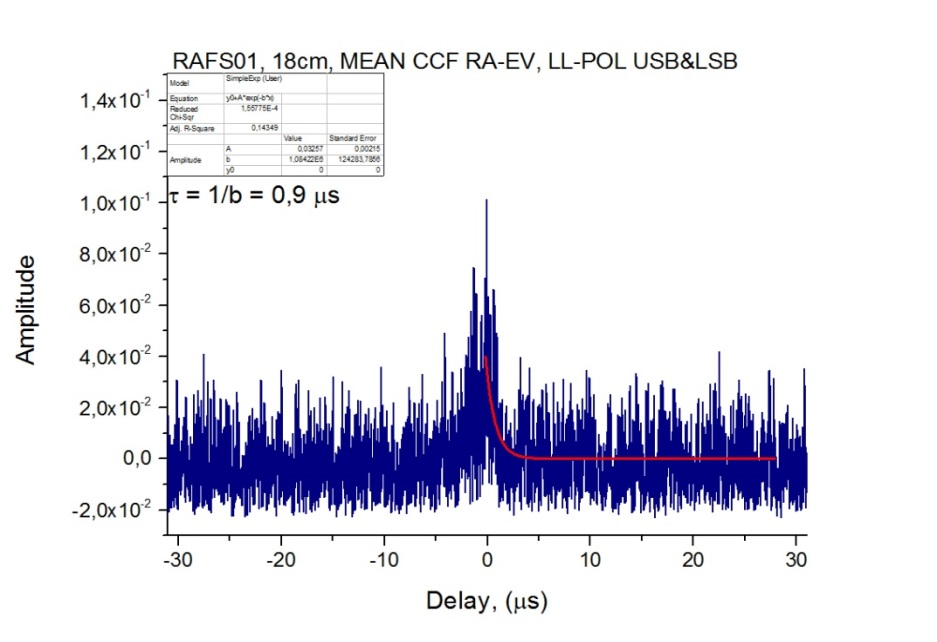 RAFS01, 18cm, MEAN CCF RA-EV, LL-POL USB&LSB
Model SimpleExp (User)
Equation y0+A*exp(-b*x)
Reduced Chi-Sqr 1,55775E-4
Adj. R-Square 0,14349
Value Standard Error
A 0,03257 0,00215
Amplitude b 1,08422E6 124283,7856
y0 0 0
τ = 1/b = 0,9 μs
1,4x10⁻¹
1,2x10⁻¹
1,0x10⁻¹
8,0x10⁻²
6,0x10⁻²
4,0x10⁻²
2,0x10⁻²
0,0
-2,0x10⁻²
Amplitude
-30 -20 -10 0 10 20 30
Delay, (μs)